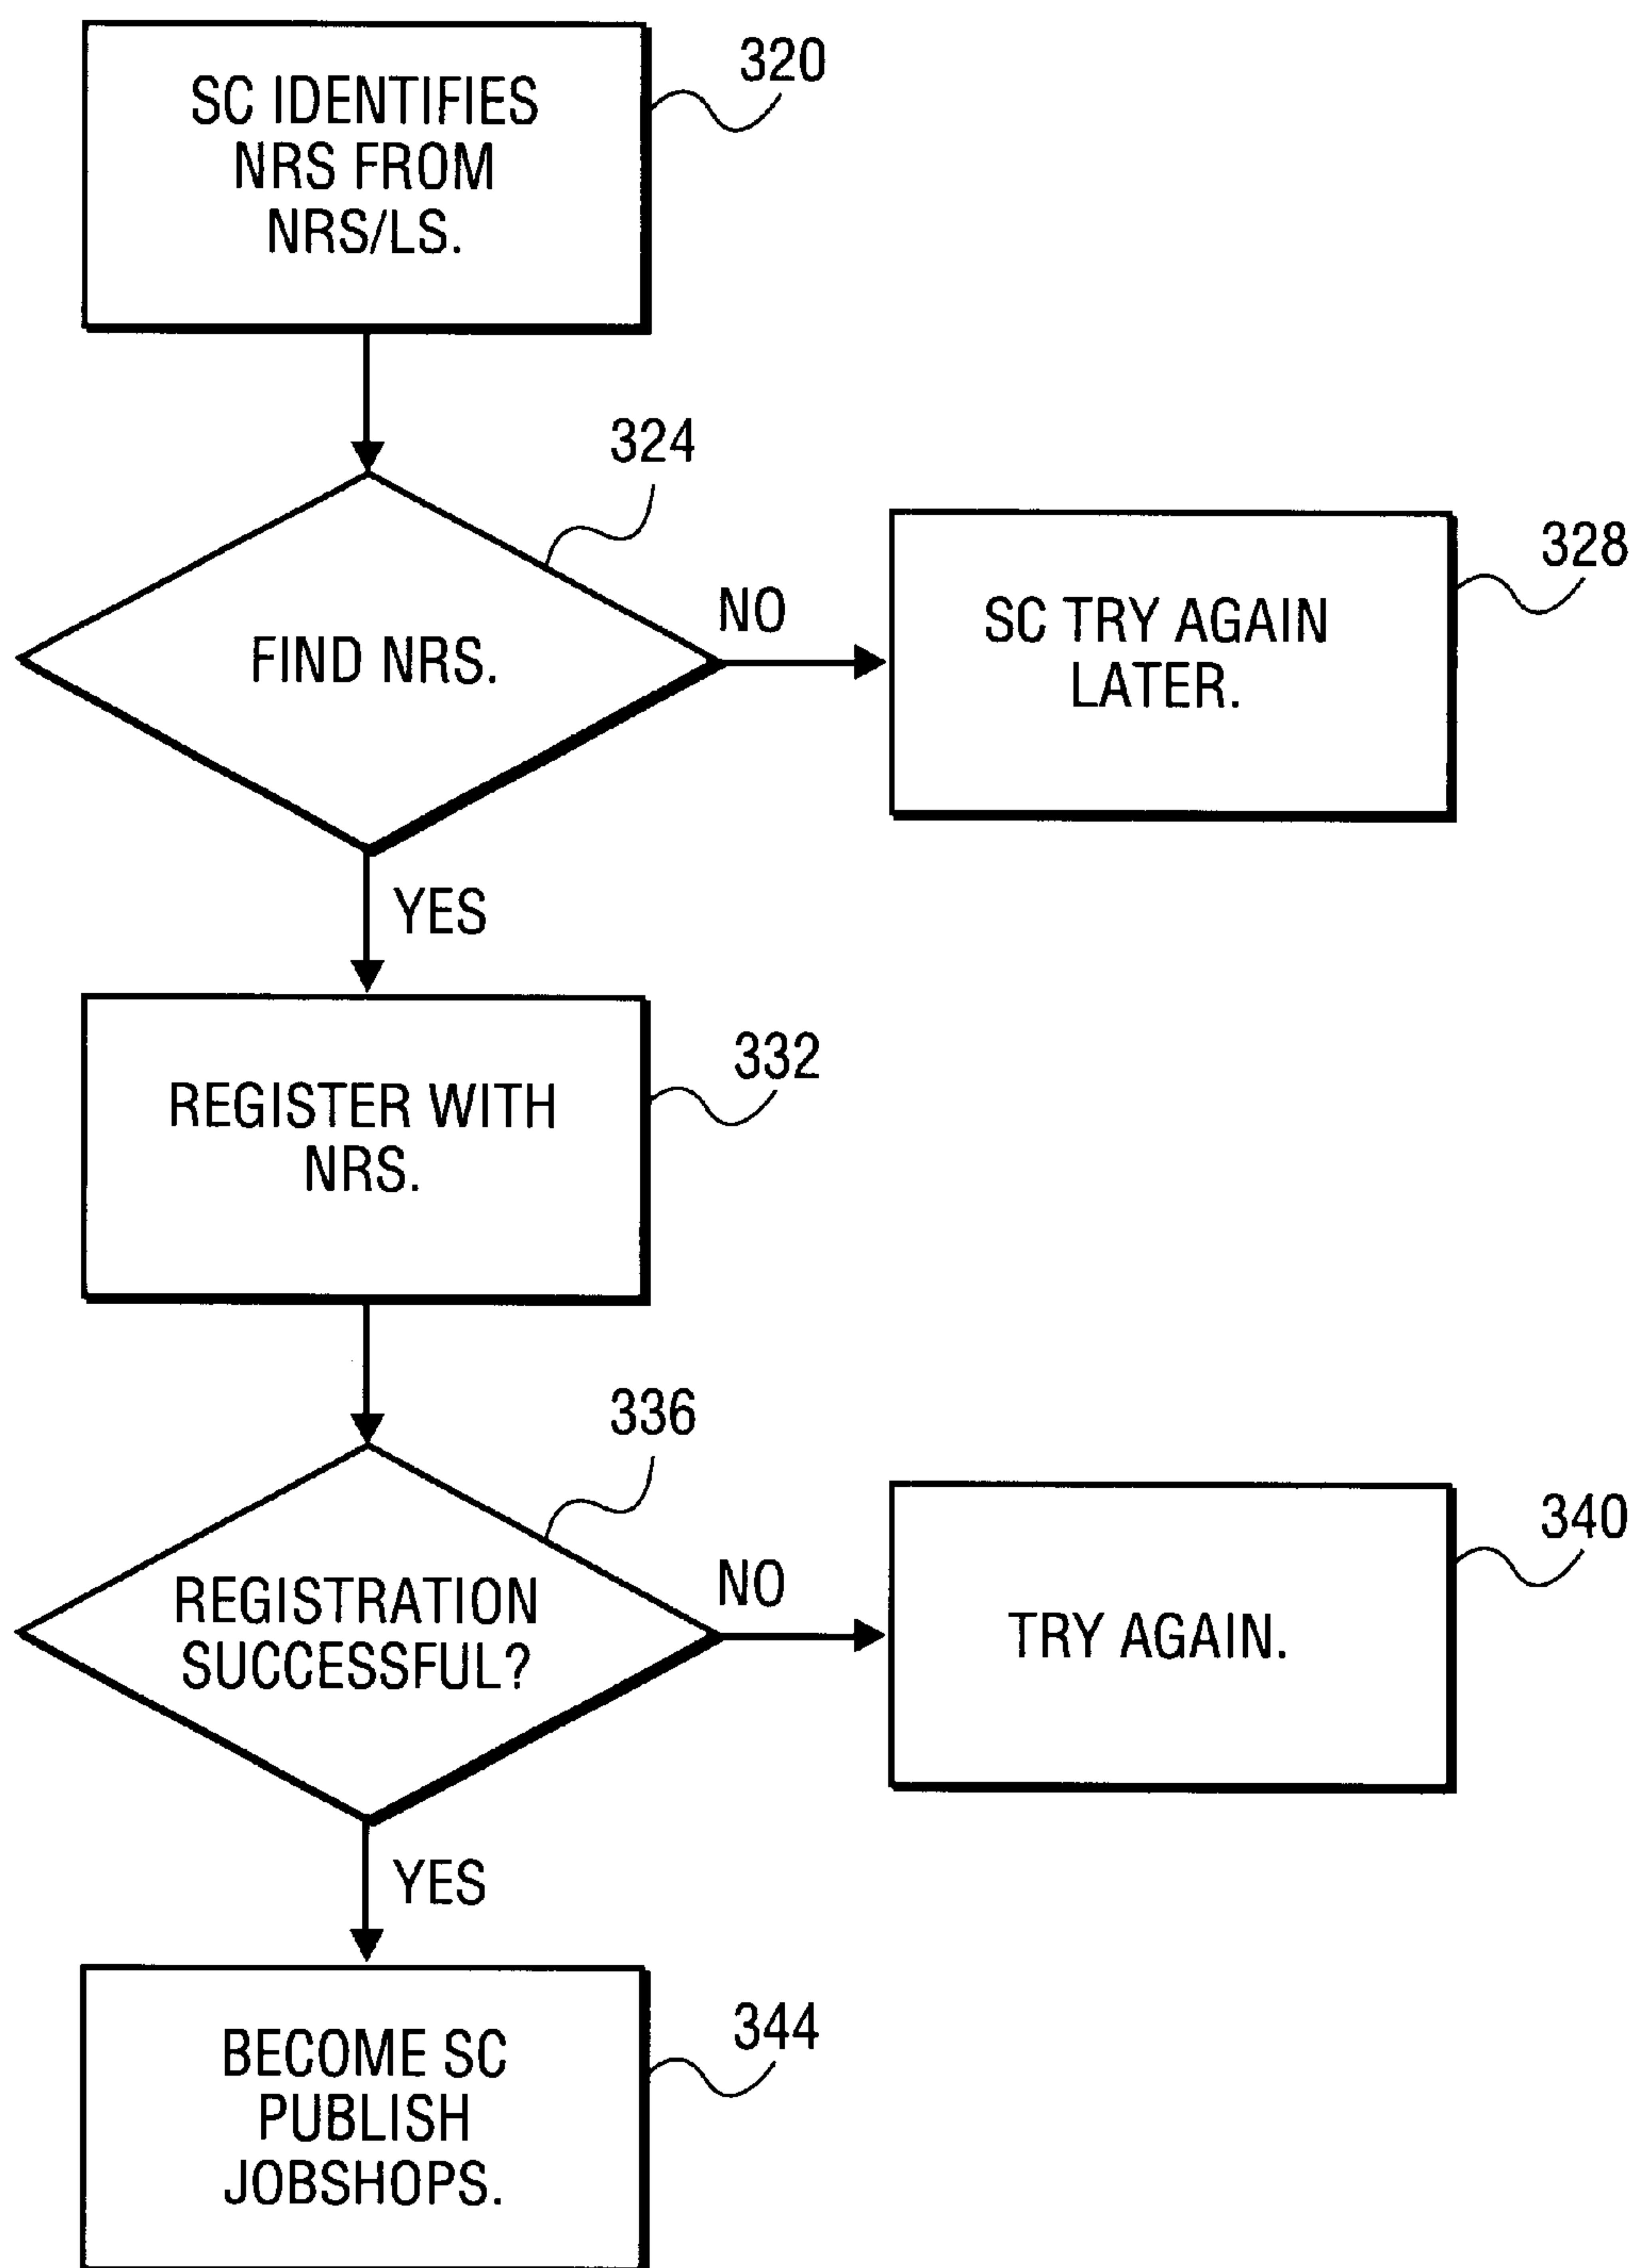 320
SC IDENTIFIES
NRS FROM
NRS/LS.
324
FIND NRS.
NO
328
SC TRY AGAIN
LATER.
YES
332
REGISTER WITH
NRS.
336
REGISTRATION
SUCCESSFUL?
NO
340
TRY AGAIN.
YES
344
BECOME SC
PUBLISH
JOBSHOPS.